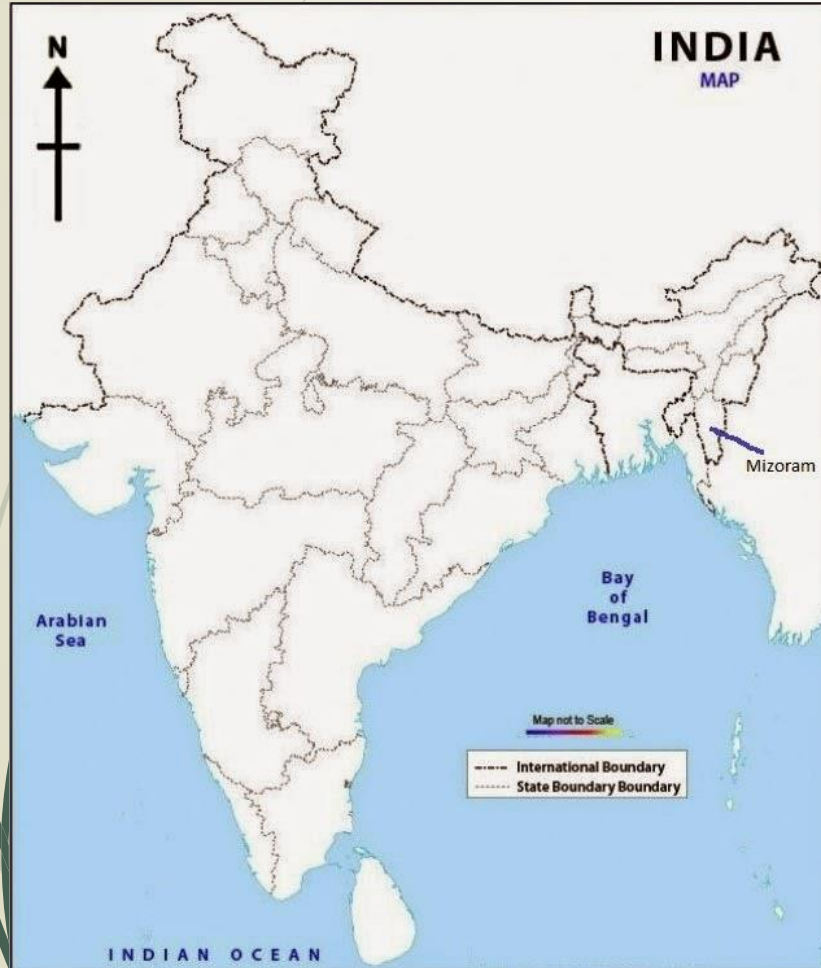 N
INDIA
MAP
Mizoram
Arabian
Sea
Bay
of
Bengal
Map not to Scale
International Boundary
State Boundary Boundary
INDIAN OCEAN